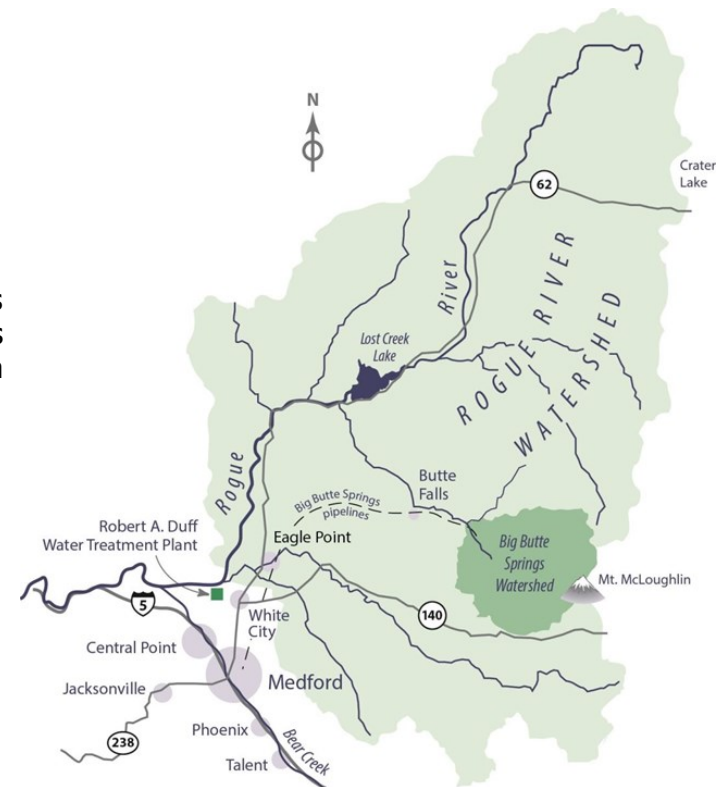 N
Crater
Lake
62
River
ROGUE RIVER
WATERSHED
Lost Creek
Lake
Rogue
Butte
Falls
Big Butte Springs
pipelines
Robert A. Duff
Water Treatment Plant
Eagle Point
Big Butte
Springs
Watershed
Mt. McLoughlin
5
White
City
140
Central Point
Medford
Jacksonville
Phoenix
Bear Creek
238
Talent